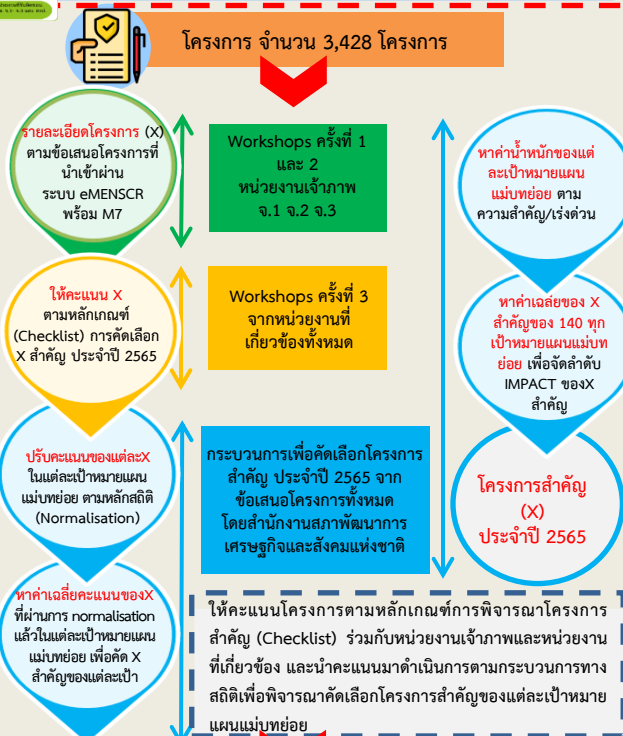 โครงการ จำนวน 3,428 โครงการ
รายละเอียดโครงการ (X)
ตามข้อเสนอโครงการที่
นำเข้าผ่าน
ระบบ eMENSCR
พร้อม M7
Workshops ครั้งที่ 1
และ 2
หน่วยงานเจ้าภาพ
จ.1 จ.2 จ.3
ให้คะแนน X
ตามหลักเกณฑ์
(Checklist) การคัดเลือก
X สำคัญ ประจำปี 2565
Workshops ครั้งที่ 3
จากหน่วยงานที่
เกี่ยวข้องทั้งหมด
ปรับคะแนนของแต่ละX
ในแต่ละเป้าหมายแผน
แม่บทย่อย ตามหลักสถิติ
(Normalisation)
กระบวนการเพื่อคัดเลือกโครงการ
สำคัญ ประจำปี 2565 จาก
ข้อเสนอโครงการทั้งหมด
โดยสำนักงานสภาพัฒนาการ
เศรษฐกิจและสังคมแห่งชาติ
หาค่าเฉลี่ยคะแนนของX
ที่ผ่านการ normalisation
แล้วในแต่ละเป้าหมายแผน
แม่บทย่อย เพื่อคัด X
สำคัญของแต่ละเป้า
หาค่าน้ำหนักของแต่
ละเป้าหมายแผน
แม่บทย่อย ตาม
ความสำคัญ/เร่งด่วน
หาค่าเฉลี่ยของ X
สำคัญของ 140 ทุก
เป้าหมายแผนแม่บท
ย่อย เพื่อจัดลำดับ
IMPACT ของX
สำคัญ
โครงการสำคัญ
(X)
ประจำปี 2565
ให้คะแนนโครงการตามหลักเกณฑ์การพิจารณาโครงการ
สำคัญ (Checklist) ร่วมกับหน่วยงานเจ้าภาพและหน่วยงาน
ที่เกี่ยวข้อง และนำคะแนนมาดำเนินการตามกระบวนการทาง
สถิติเพื่อพิจารณาคัดเลือกโครงการสำคัญของแต่ละเป้าหมาย
แผนแม่บทย่อย